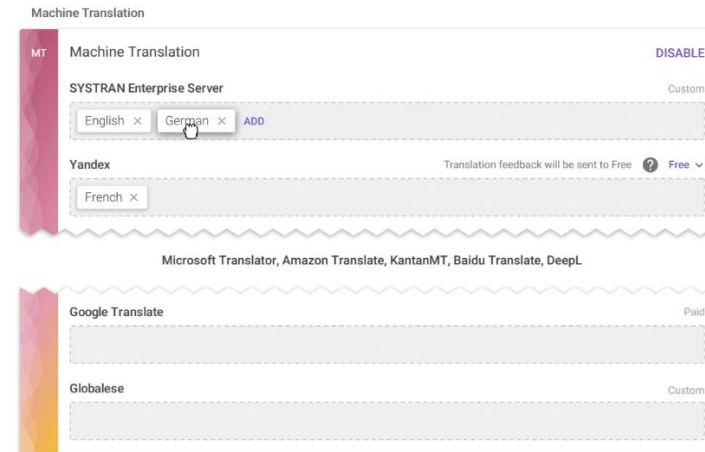 Machine Translation
MT
Machine Translation
DISABLE
SYSTRAN Enterprise Server
Custom
English ×
German ×
ADD
Yandex
Translation feedback will be sent to Free ?
Free
French ×
Microsoft Translator, Amazon Translate, KantanMT, Baidu Translate, DeepL
Google Translate
Paid
Globalese
Custom